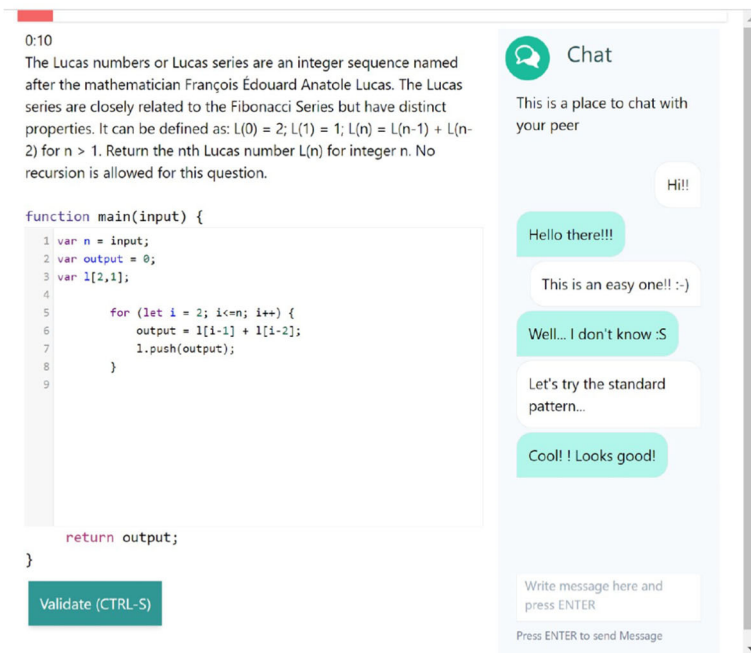 0:10
The Lucas numbers or Lucas series are an integer sequence named
after the mathematician François Édouard Anatole Lucas. The Lucas
series are closely related to the Fibonacci Series but have distinct
properties. It can be defined as: L(0) = 2; L(1) = 1; L(n) = L(n-1) + L(n-
2) for n > 1. Return the nth Lucas number L(n) for integer n. No
recursion is allowed for this question.
function main(input) {
1 var n = input;
2 var output = 0;
3 var l[2,1];
4
5 for (let i = 2; i<=n; i++) {
6 output = l[i-1] + l[i-2];
7 l.push(output);
8 }
9
return output;
}
Validate (CTRL-S)
Chat
This is a place to chat with
your peer
Hi!!
Hello there!!!
This is an easy one!! :-)
Well... I don't know :S
Let's try the standard
pattern...
Cool! ! Looks good!
Write message here and
press ENTER
Press ENTER to send Message